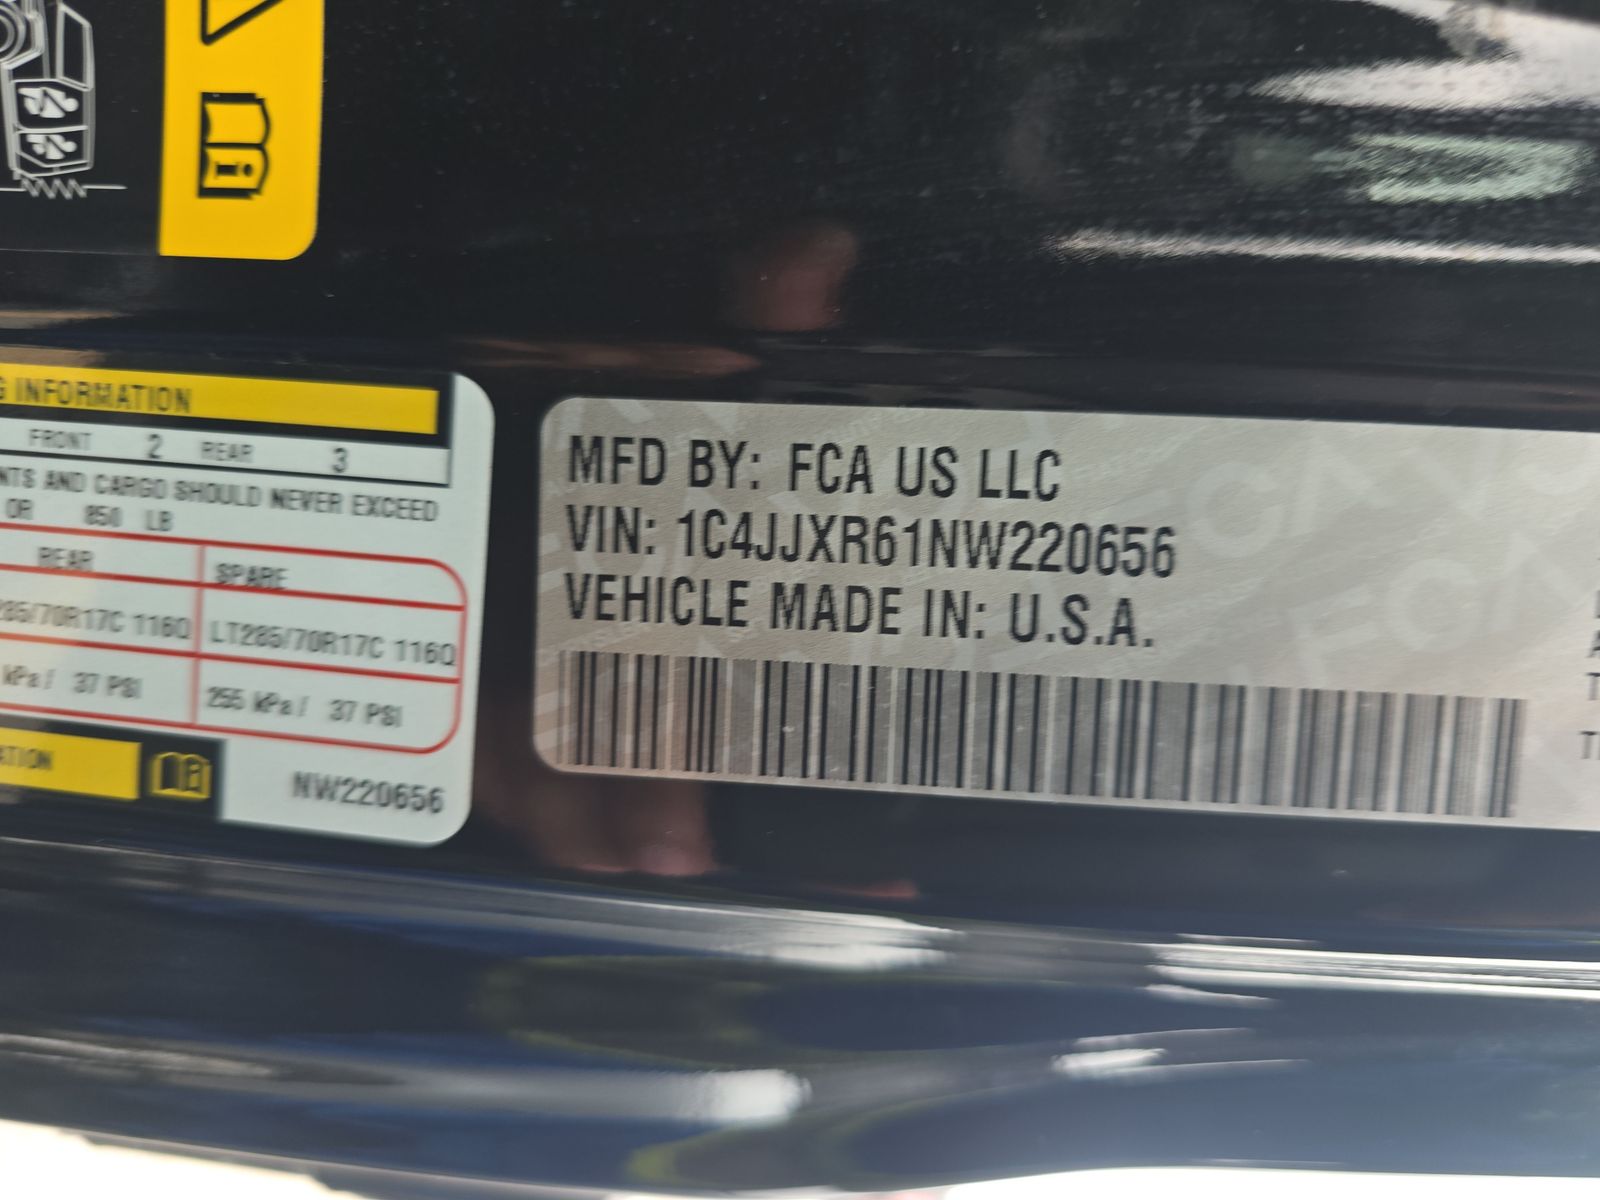 G INFORMATION
FRONT 2 REAR 3
NTS AND CARGO SHOULD NEVER EXCEED
OR 850 LB
REAR SPARE
285/70R17C 116Q LT285/70R17C 116Q
kPa / 37 PSI 255 kPa / 37 PSI
ATION
NW220656
MFD BY: FCA US LLC
VIN: 1C4JJXR61NW220656
VEHICLE MADE IN: U.S.A.